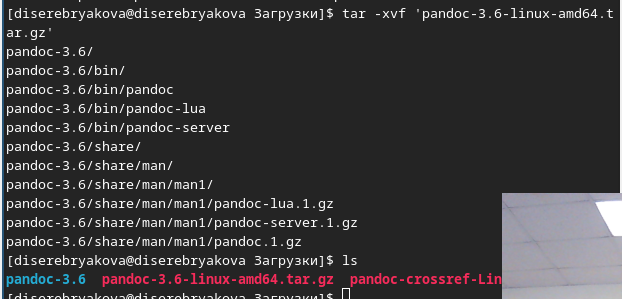 [diserebryakova@diserebryakova Загрузки]$ tar -xvf 'pandoc-3.6-linux-amd64.t
ar.gz'
pandoc-3.6/
pandoc-3.6/bin/
pandoc-3.6/bin/pandoc
pandoc-3.6/bin/pandoc-lua
pandoc-3.6/bin/pandoc-server
pandoc-3.6/share/
pandoc-3.6/share/man/
pandoc-3.6/share/man/man1/
pandoc-3.6/share/man/man1/pandoc-lua.1.gz
pandoc-3.6/share/man/man1/pandoc-server.1.gz
pandoc-3.6/share/man/man1/pandoc.1.gz
[diserebryakova@diserebryakova Загрузки]$ ls
pandoc-3.6 pandoc-3.6-linux-amd64.tar.gz pandoc-crossref-Lin
[diserebryakova@diserebryakova Загрузки]$